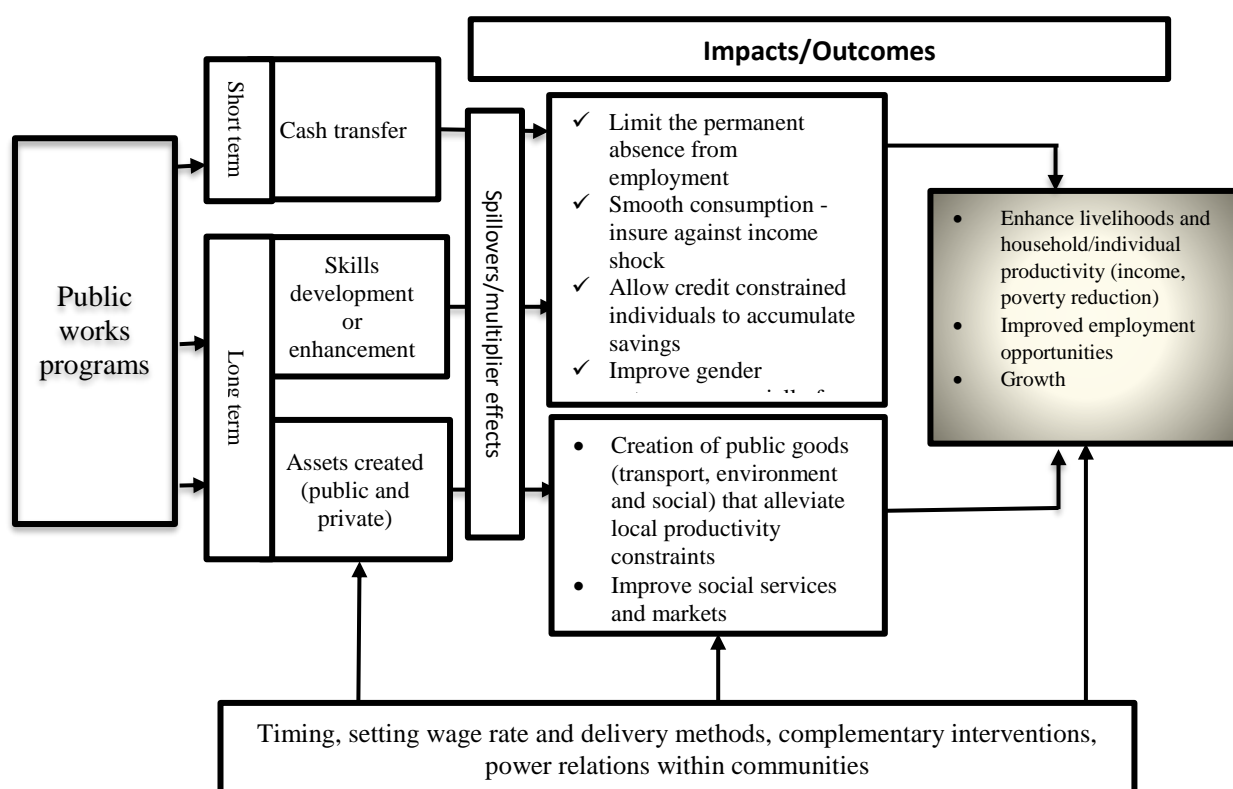 Impacts/Outcomes
Public
works
programs
Short term
Cash transfer
Long term
Skills
development
or
enhancement
Assets created
(public and
private)
Spillovers/multiplier effects
✓ Limit the permanent
absence from
employment
✓ Smooth consumption -
insure against income
shock
✓ Allow credit constrained
individuals to accumulate
savings
✓ Improve gender
• Creation of public goods
(transport, environment
and social) that alleviate
local productivity
constraints
• Improve social services
and markets
• Enhance livelihoods and
household/individual
productivity (income,
poverty reduction)
• Improved employment
opportunities
• Growth
Timing, setting wage rate and delivery methods, complementary interventions,
power relations within communities